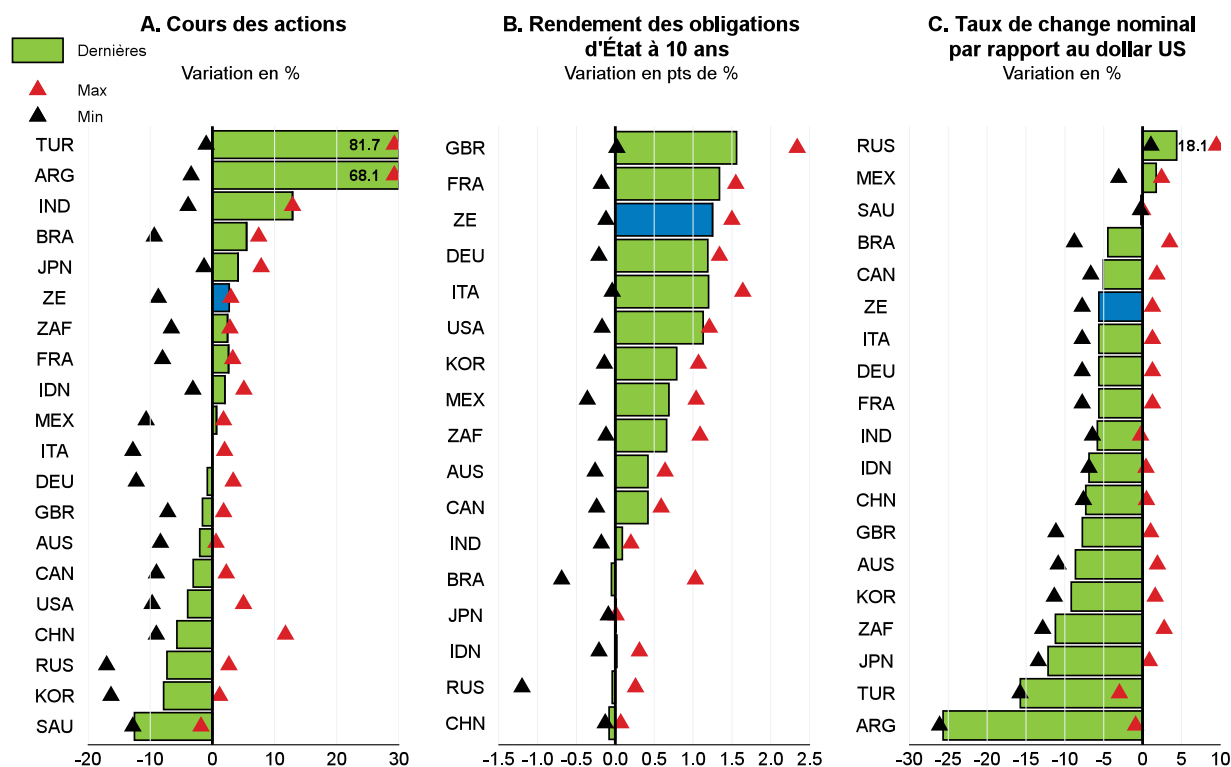 A. Cours des actions
Variation en %
Dernières
Max
Min
TUR
81.7
ARG
68.1
IND
BRA
JPN
ZE
ZAF
FRA
IDN
MEX
ITA
DEU
GBR
AUS
CAN
USA
CHN
RUS
KOR
SAU
-20 -10 0 10 20 30
B. Rendement des obligations
d'État à 10 ans
Variation en pts de %
GBR
FRA
ZE
DEU
ITA
USA
KOR
MEX
ZAF
AUS
CAN
IND
BRA
JPN
IDN
RUS
CHN
-1.5 -1.0 -0.5 0.0 0.5 1.0 1.5 2.0 2.5
C. Taux de change nominal
par rapport au dollar US
Variation en %
RUS
18.1
MEX
SAU
BRA
CAN
ZE
ITA
DEU
FRA
IND
IDN
CHN
GBR
AUS
KOR
ZAF
JPN
TUR
ARG
-30 -25 -20 -15 -10 -5 0 5 10